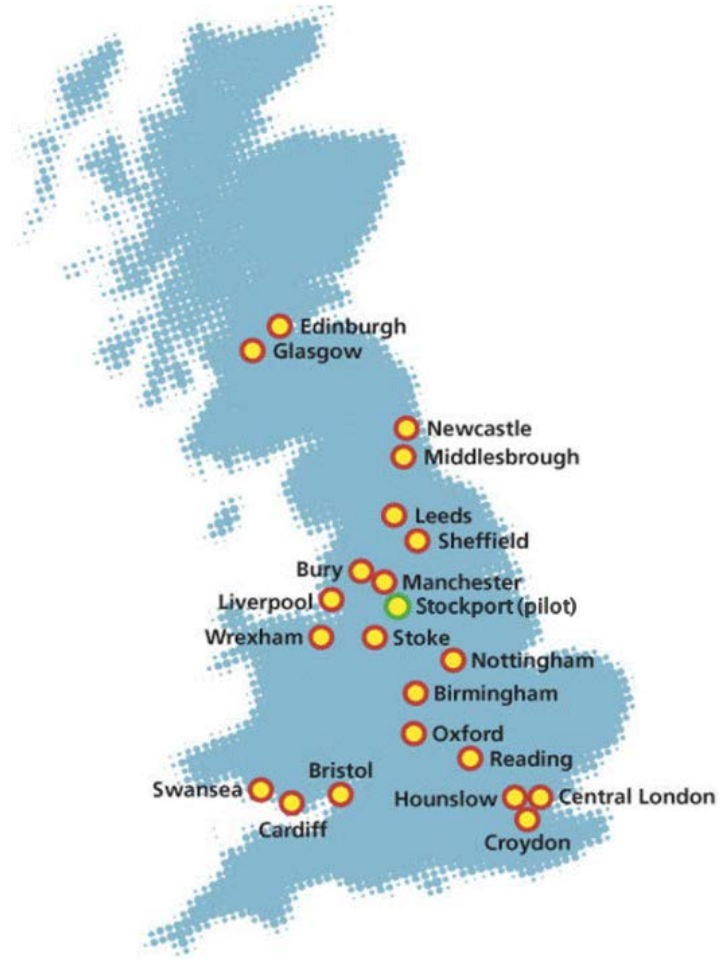 Edinburgh
Glasgow
Newcastle
Middlesbrough
Leeds
Sheffield
Bury
Manchester
Liverpool
Stockport (pilot)
Wrexham
Stoke
Nottingham
Birmingham
Oxford
Reading
Bristol
Swansea
Hounslow
Central London
Cardiff
Croydon